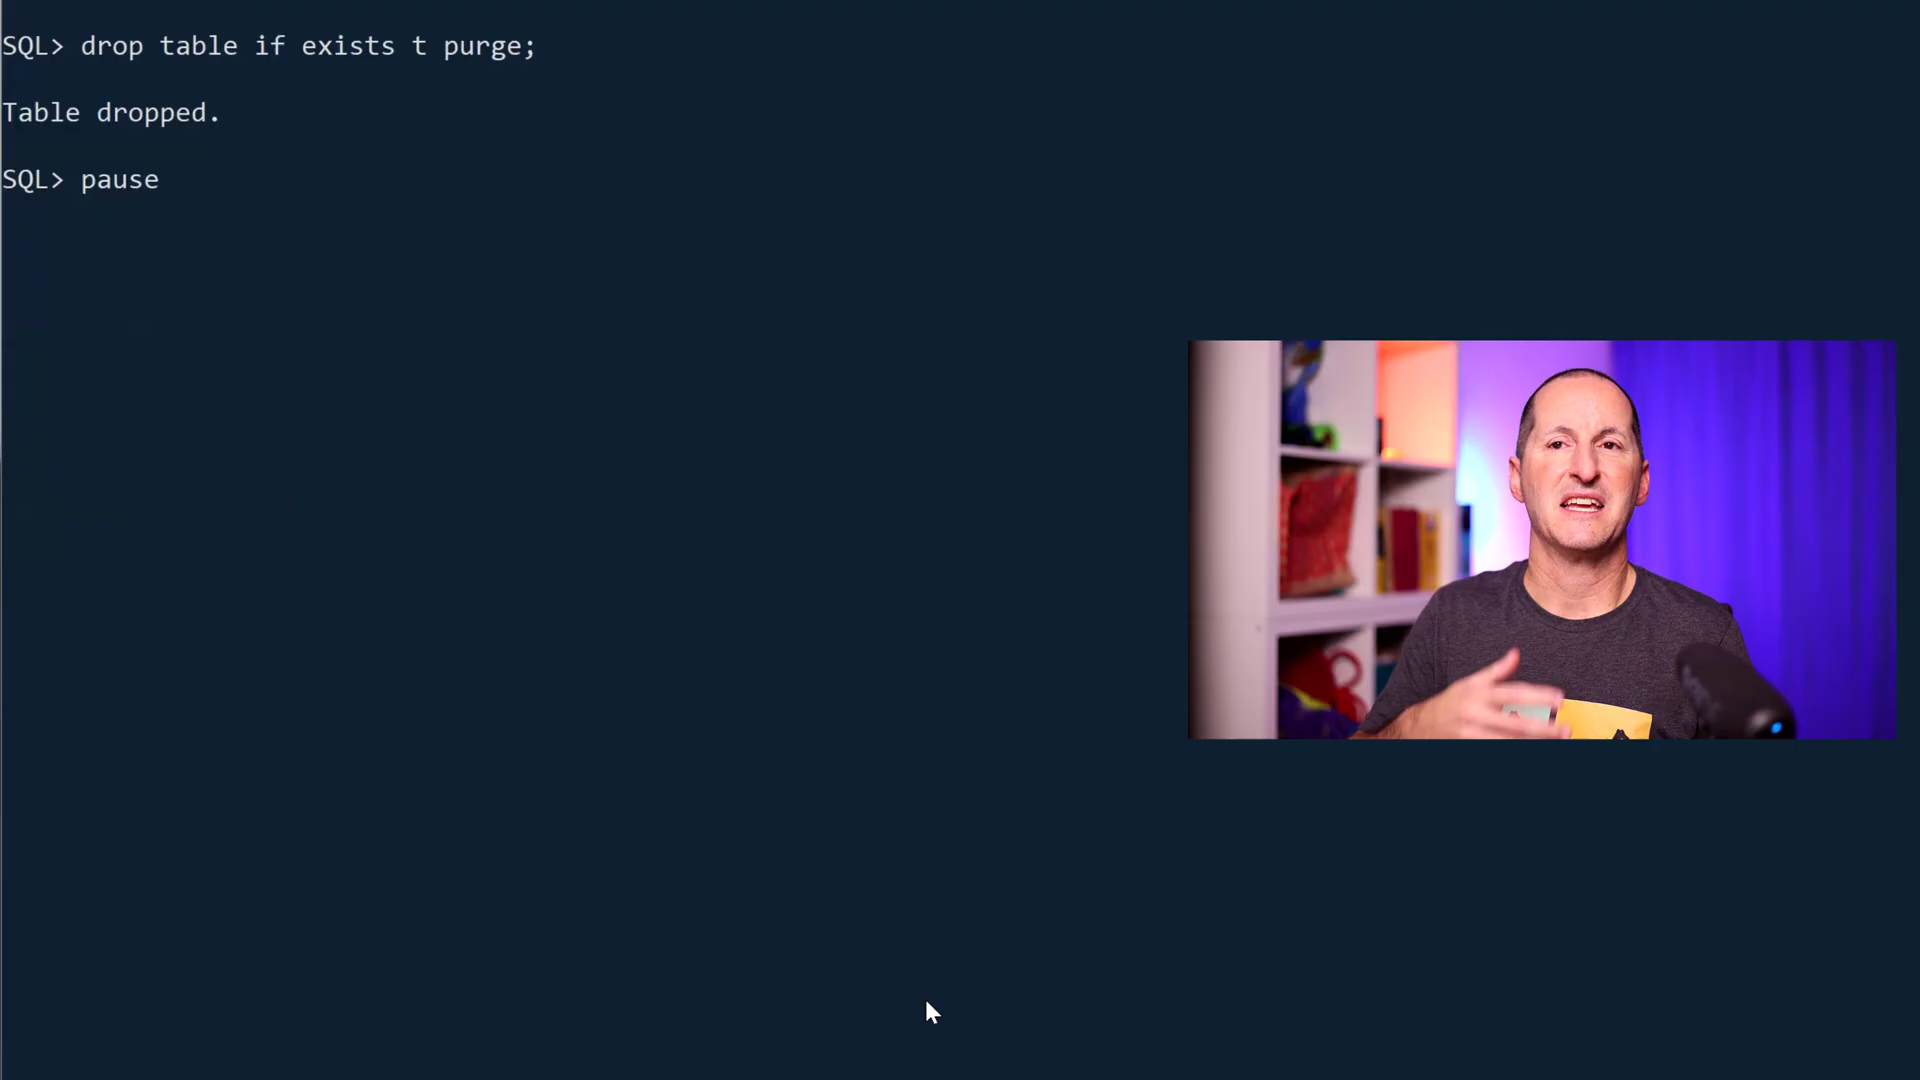 SQL> drop table if exists t purge;
Table dropped.
SQL> pause